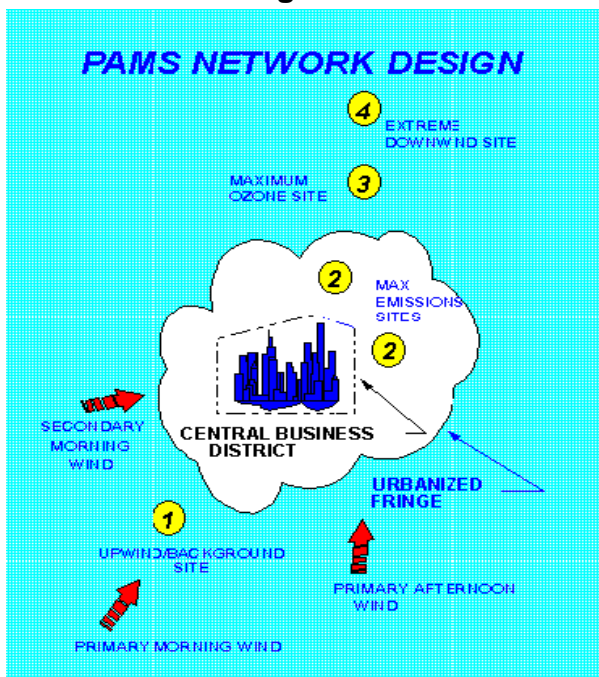 PAMS NETWORK DESIGN
4
EXTREME
DOWNWIND SITE
MAXIMUM
OZONE SITE
3
2
MAX
EMISSIONS
SITES
2
SECONDARY
MORNING
WIND
CENTRAL BUSINESS
DISTRICT
URBANIZED
FRINGE
1
UPWIND/BACKGROUND
SITE
PRIMARY AFTERNOON
WIND
PRIMARY MORNING WIND